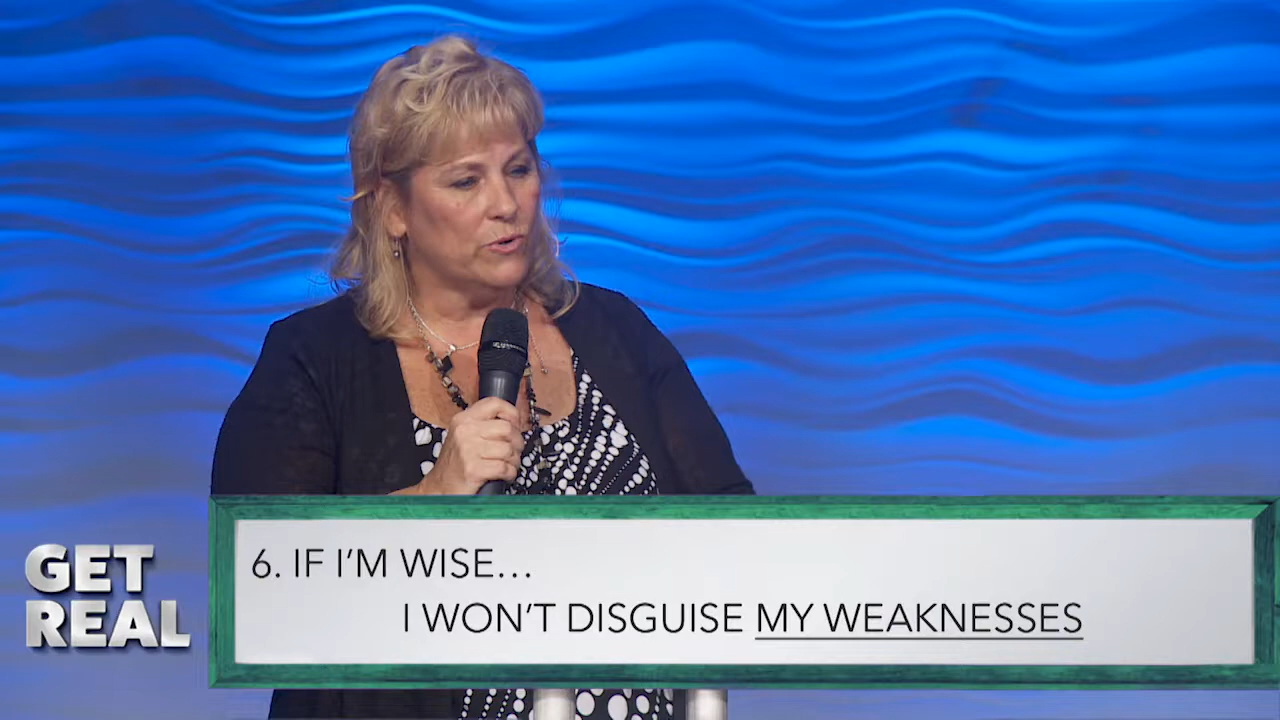 GET
REAL
6. IF I'M WISE...
I WON'T DISGUISE MY WEAKNESSES